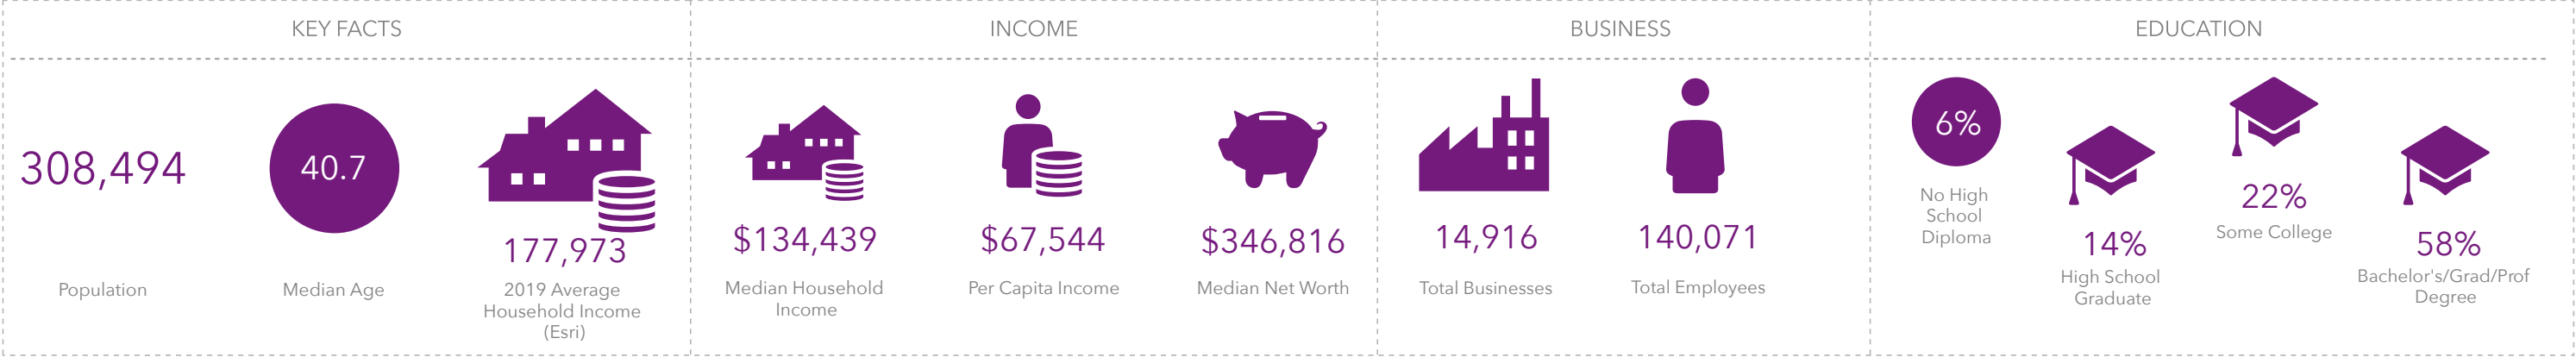 KEY FACTS
308,494
Population
40.7
Median Age
177,973
2019 Average
Household Income
(Esri)
INCOME
$134,439
Median Household
Income
$67,544
Per Capita Income
$346,816
Median Net Worth
BUSINESS
14,916
Total Businesses
140,071
Total Employees
EDUCATION
6%
No High
School
Diploma
14%
High School
Graduate
22%
Some College
58%
Bachelor's/Grad/Prof
Degree